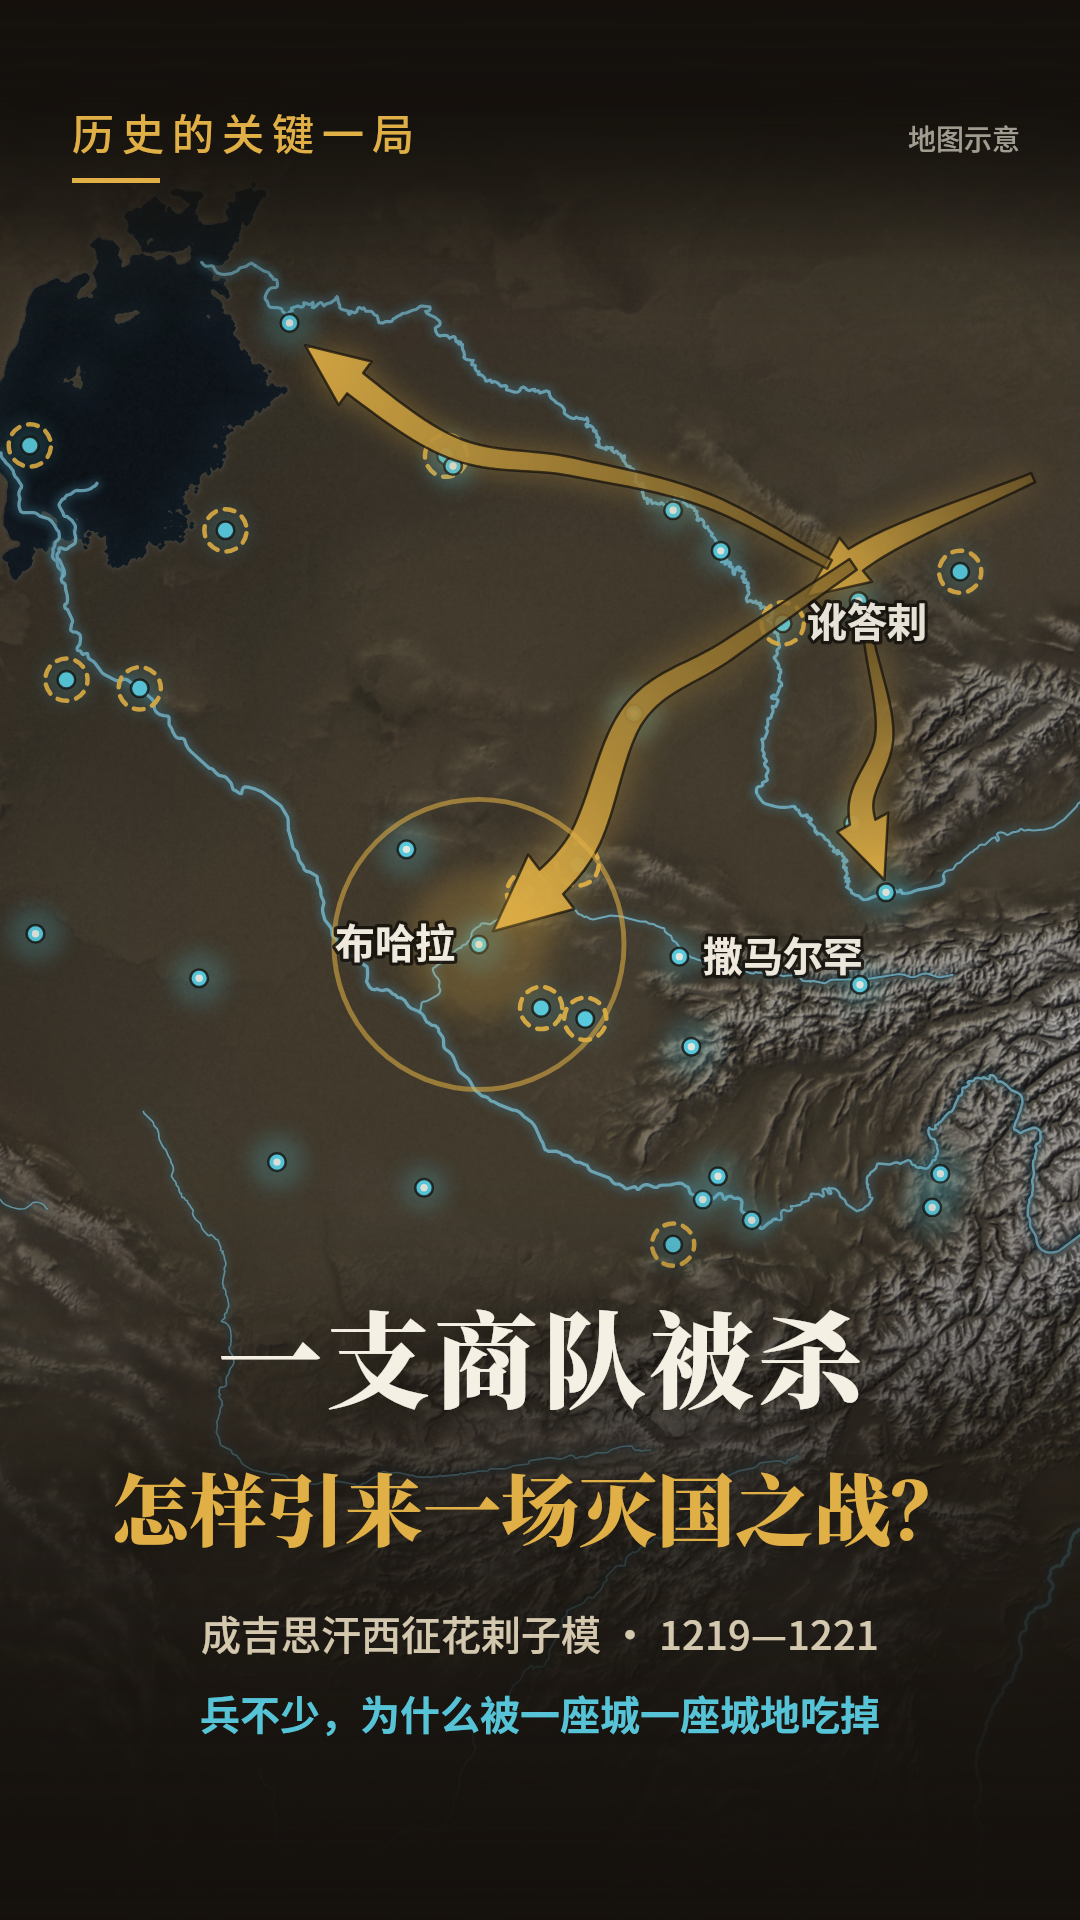 历史的关键一局
地图示意
讹答剌
布哈拉
撒马尔罕
一支商队被杀
怎样引来一场灭国之战？
成吉思汗西征花剌子模 · 1219—1221
兵不少，为什么被一座城一座城地吃掉